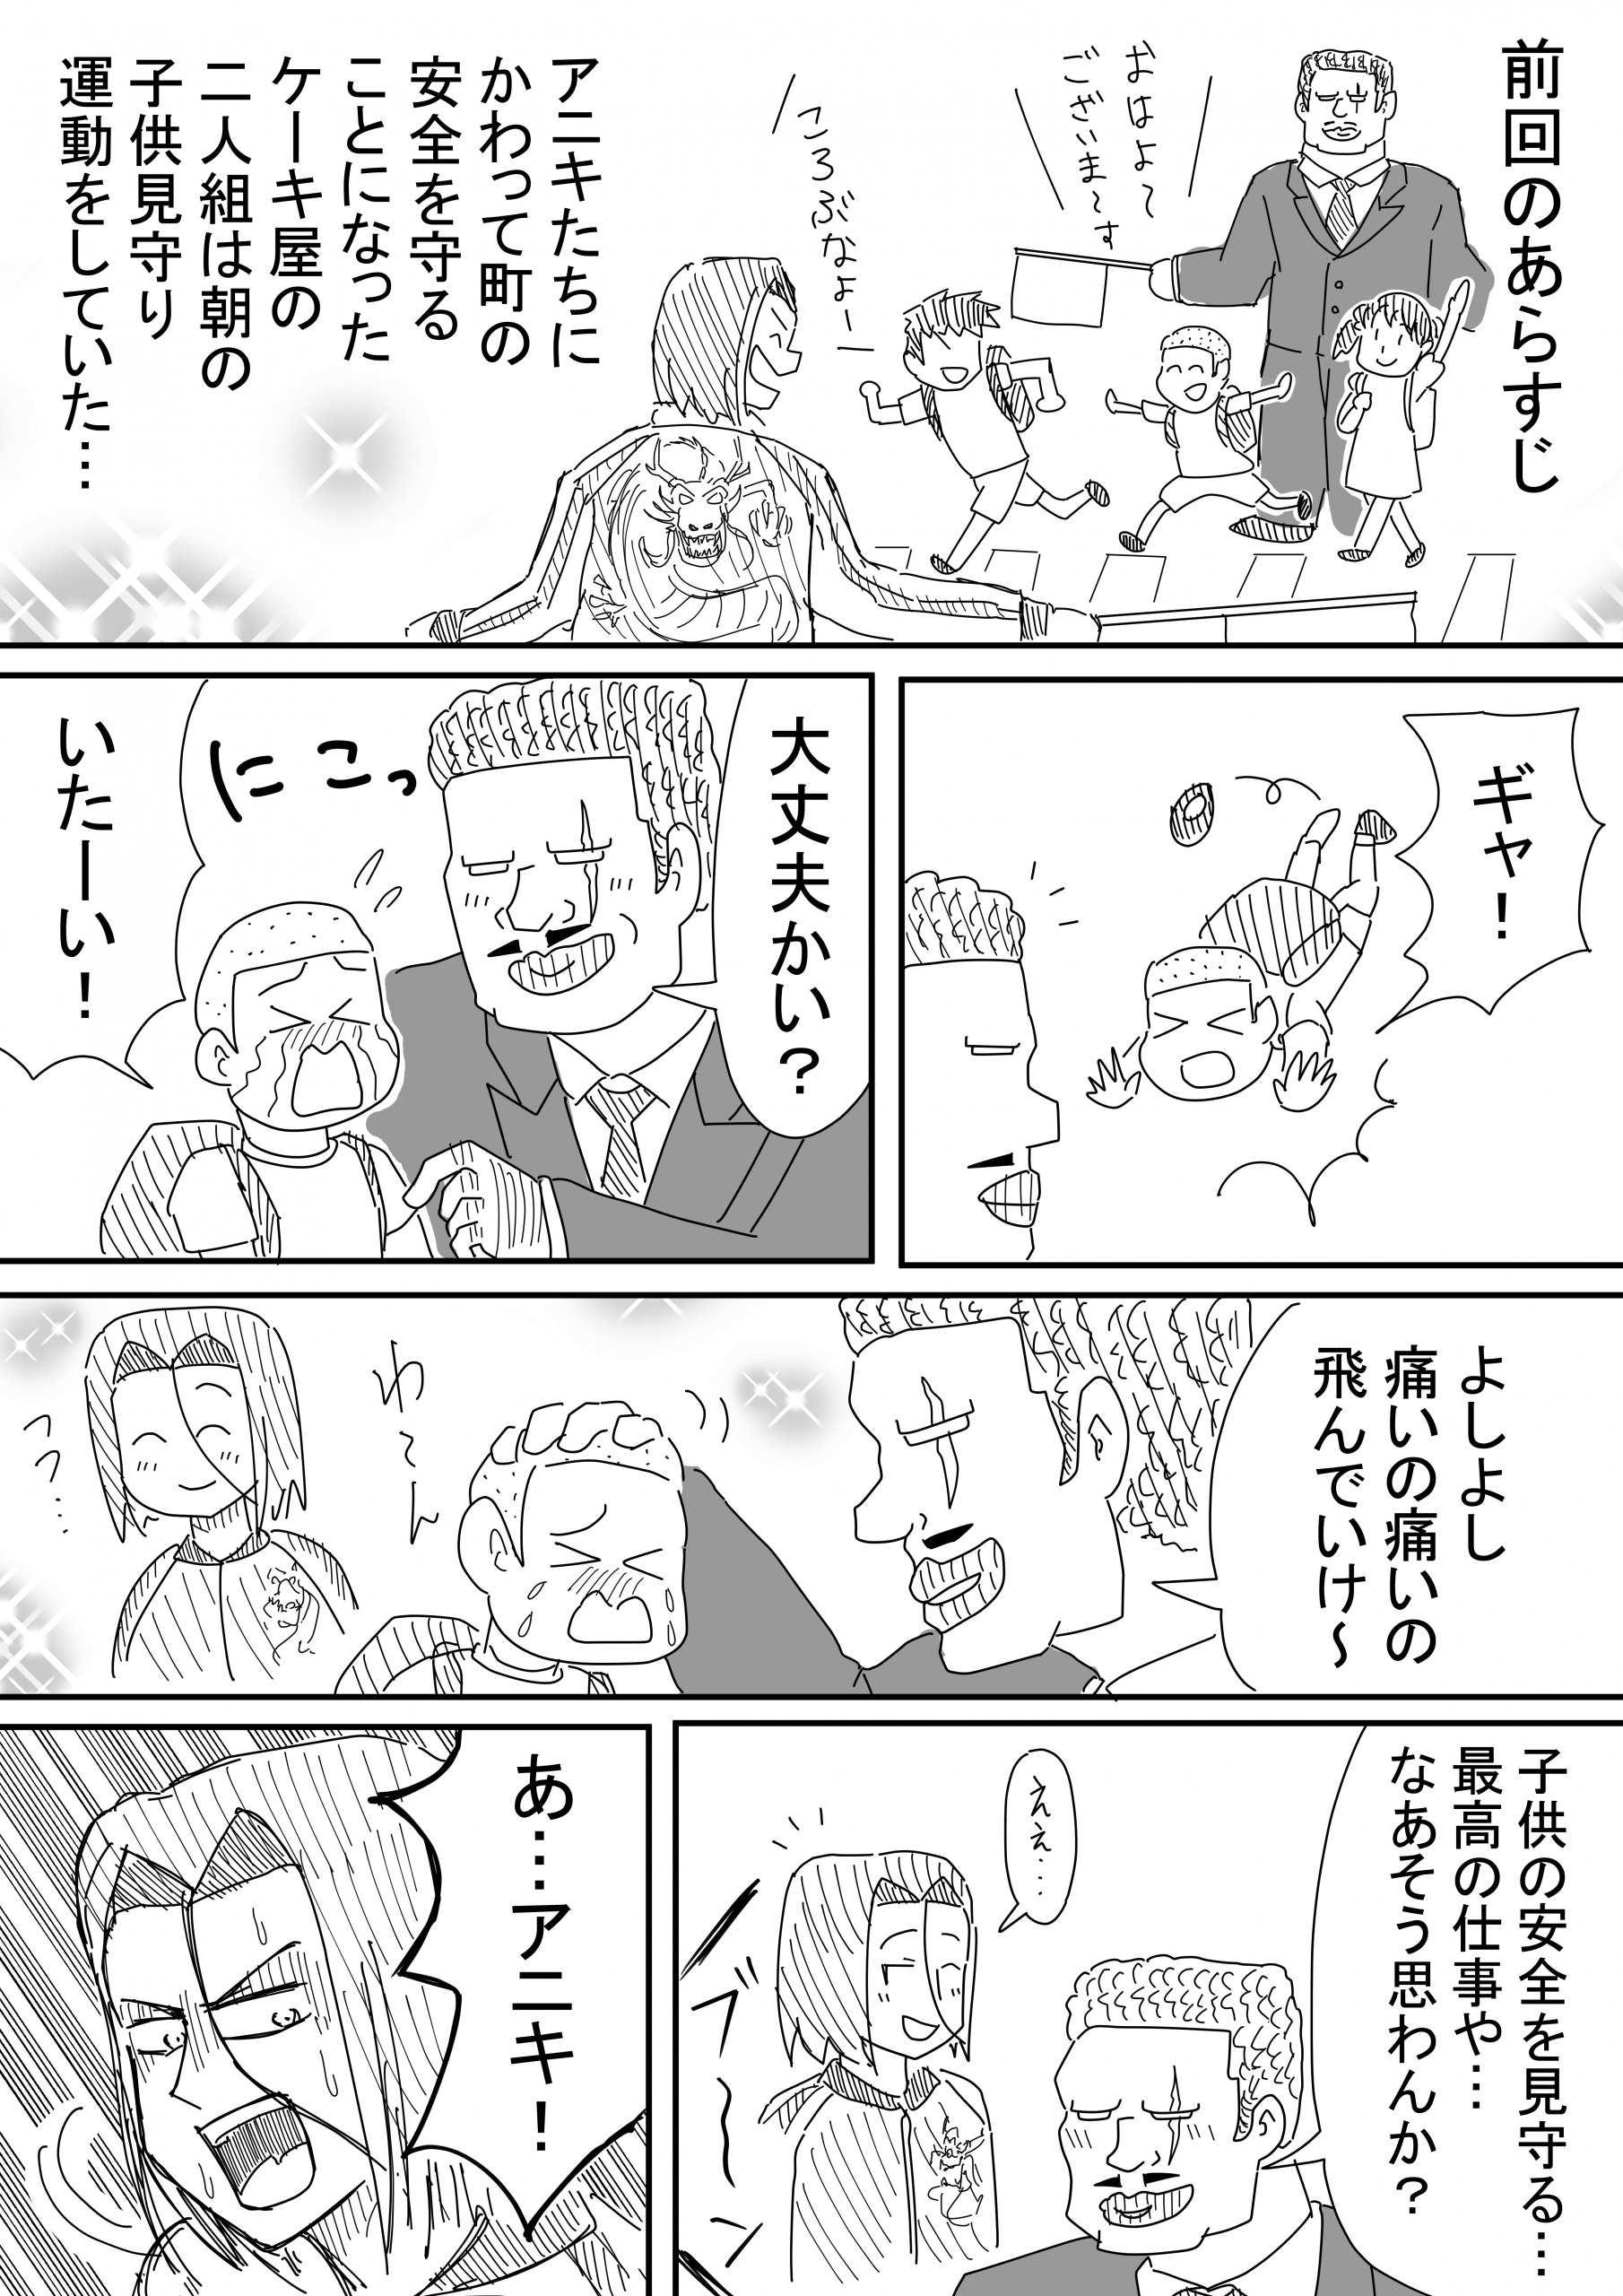 前回のあらすじ
おはよ～
ございま～す
ころぶなよー
アニキたちに
かわって町の
安全を守る
ことになった
ケーキ屋の
二人組は朝の
子供見守り
運動をしていた…
ギャ！
大丈夫かい？
にこっ
いたーい！
よしよし
痛いの痛いの
飛んでいけ～
わ～ん
子供の安全を見守る…
最高の仕事や…
なあそう思わんか？
ええ…
あ…アニキ！